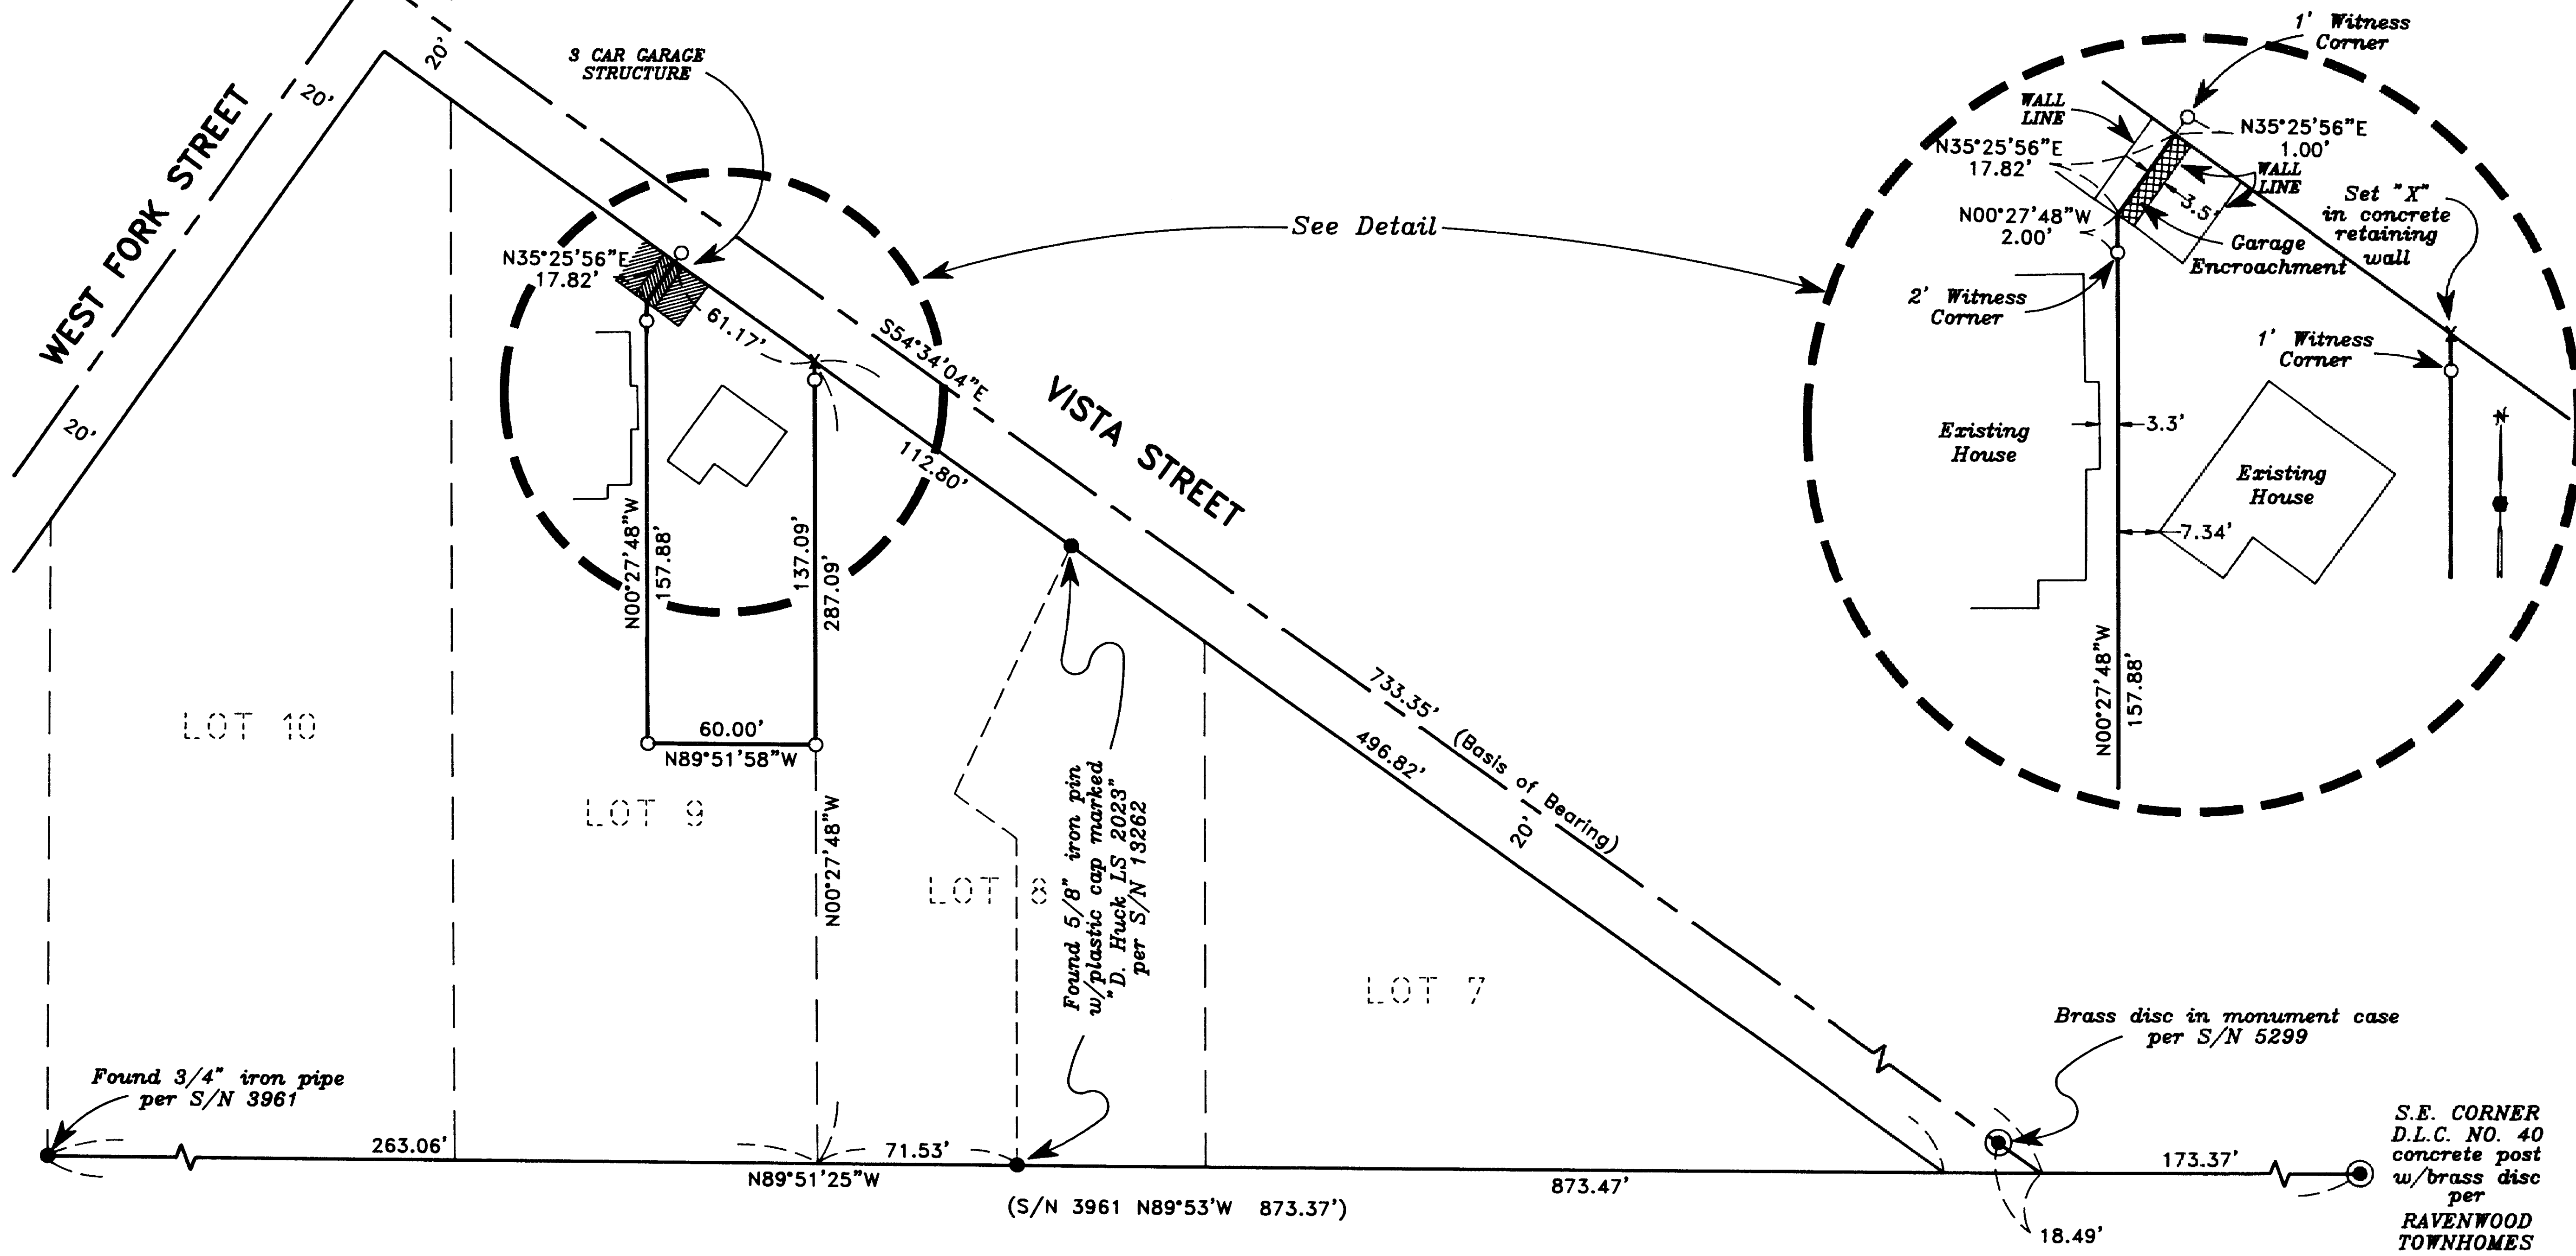 WEST FORK STREET
20'
20'
20'
3 CAR GARAGE
STRUCTURE
N35°25'56"E
17.82'
61.17'
S54°34'04"E
VISTA STREET
112.80'
See Detail
N00°27'48"W
157.88'
137.09'
287.09'
60.00'
N89°51'58"W
N00°27'48"W
LOT 10
LOT 9
LOT 8
LOT 7
Found 5/8" iron pin
w/plastic cap marked
"D. Huck LS 2023"
per S/N 13262
733.35' (Basis of Bearing)
496.82'
20'
Found 3/4" iron pipe
per S/N 3961
263.06'
71.53'
N89°51'25"W
873.47'
(S/N 3961 N89°53'W 873.37')
Brass disc in monument case
per S/N 5299
173.37'
18.49'
S.E. CORNER
D.L.C. NO. 40
concrete post
w/brass disc
per
RAVENWOOD
TOWNHOMES
1' Witness
Corner
WALL
LINE
N35°25'56"E
1.00'
N35°25'56"E
17.82'
WALL
LINE
3.5'
Set "X"
in concrete
retaining
wall
N00°27'48"W
2.00'
Garage
Encroachment
2' Witness
Corner
1' Witness
Corner
3.3'
Existing
House
Existing
House
7.34'
N
N00°27'48"W
157.88'